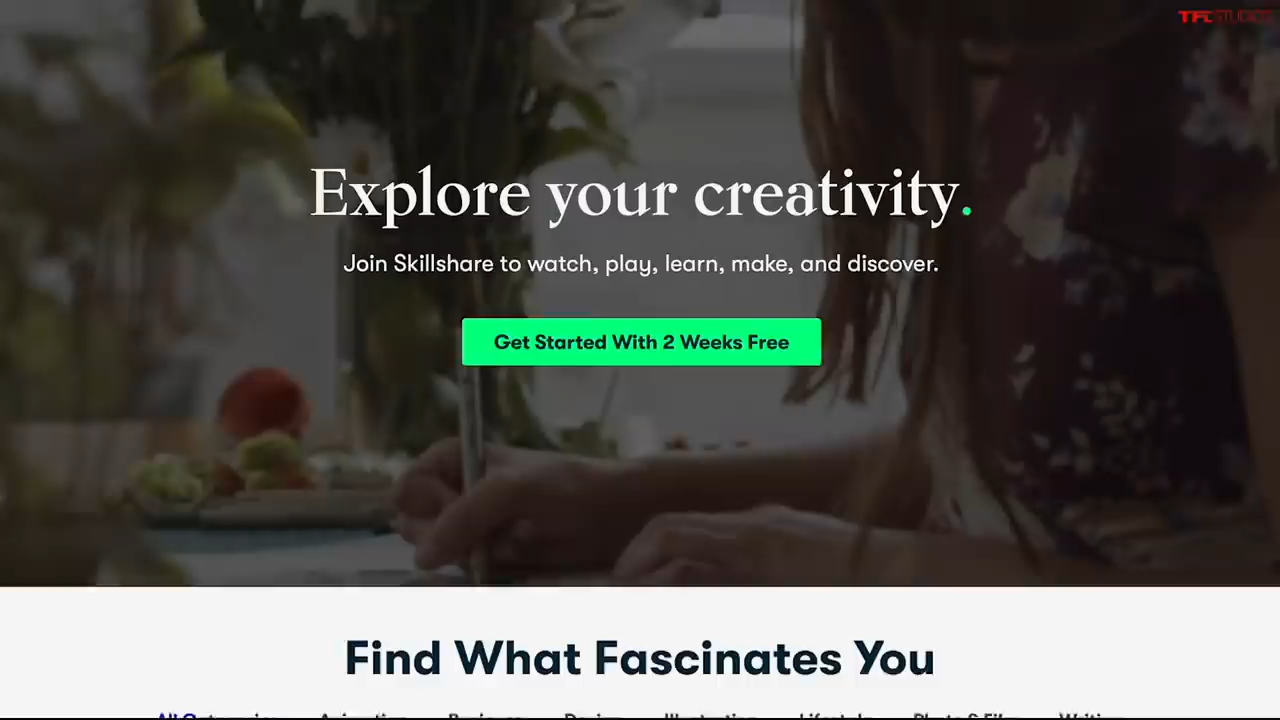 TFLSTUDIOS
Explore your creativity.
Join Skillshare to watch, play, learn, make, and discover.
Get Started With 2 Weeks Free
Find What Fascinates You